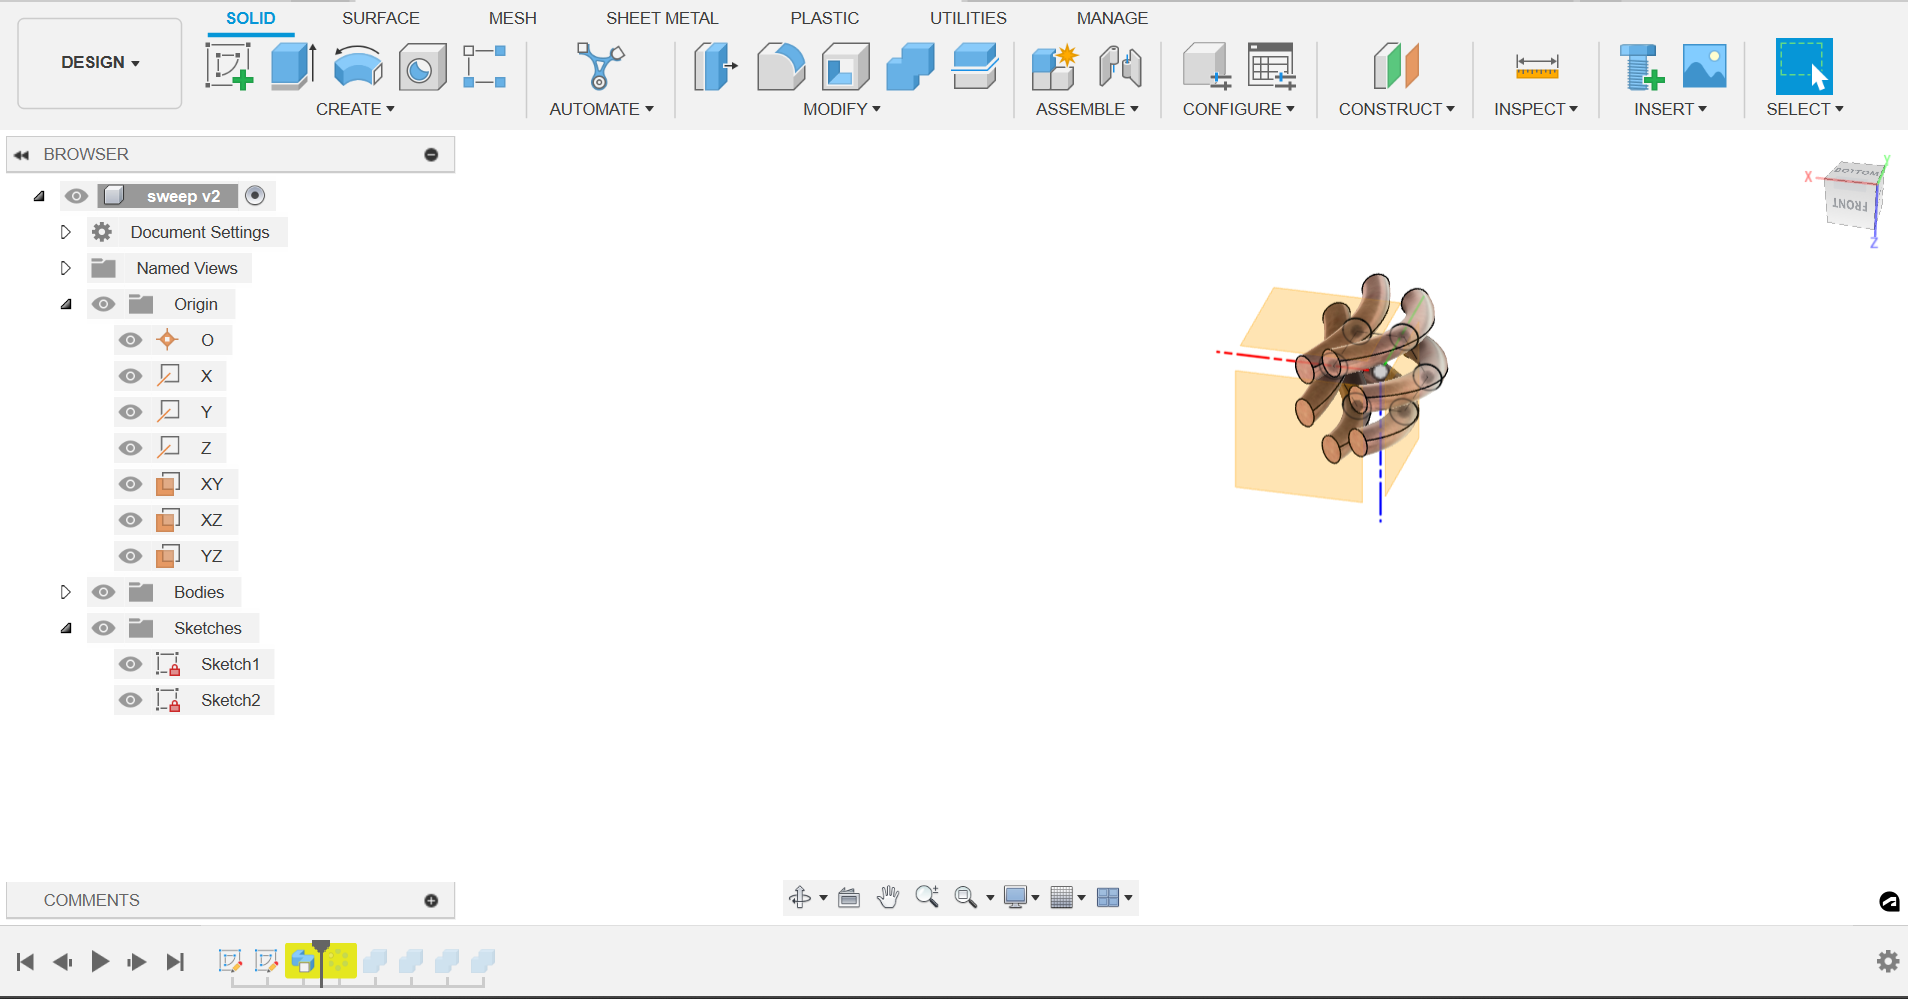 SOLID SURFACE MESH SHEET METAL PLASTIC UTILITIES MANAGE
DESIGN
CREATE AUTOMATE MODIFY ASSEMBLE CONFIGURE CONSTRUCT INSPECT INSERT SELECT
BROWSER
sweep v2
Document Settings
Named Views
Origin
O
X
Y
Z
XY
XZ
YZ
Bodies
Sketches
Sketch1
Sketch2
Y
X
BOTTOM
FRONT
Z
COMMENTS